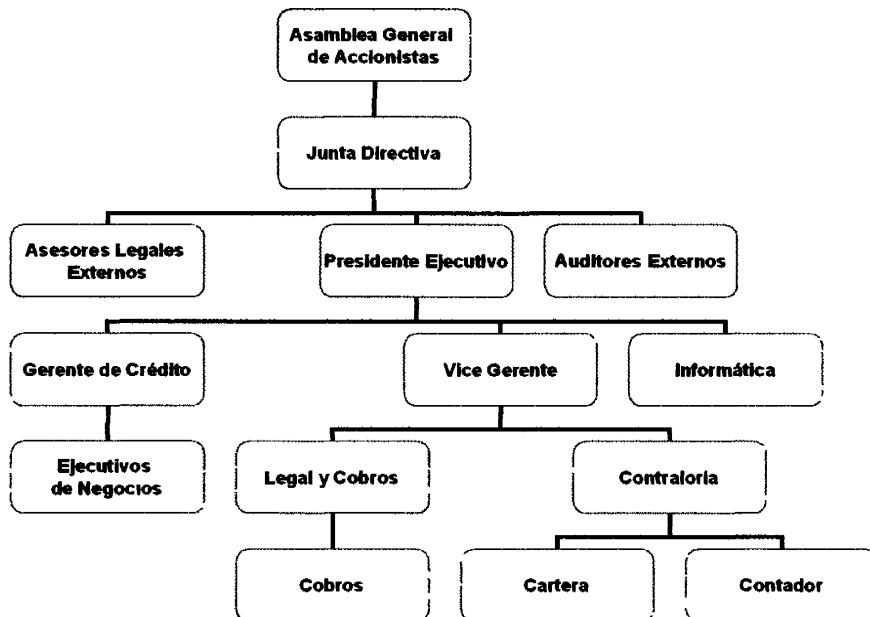 Asamblea General
de Accionistas
Junta Directiva
Asesores Legales
Externos
Presidente Ejecutivo
Auditores Externos
Gerente de Crédito
Vice Gerente
Informática
Ejecutivos
de Negocios
Legal y Cobros
Contraloria
Cobros
Cartera
Contador